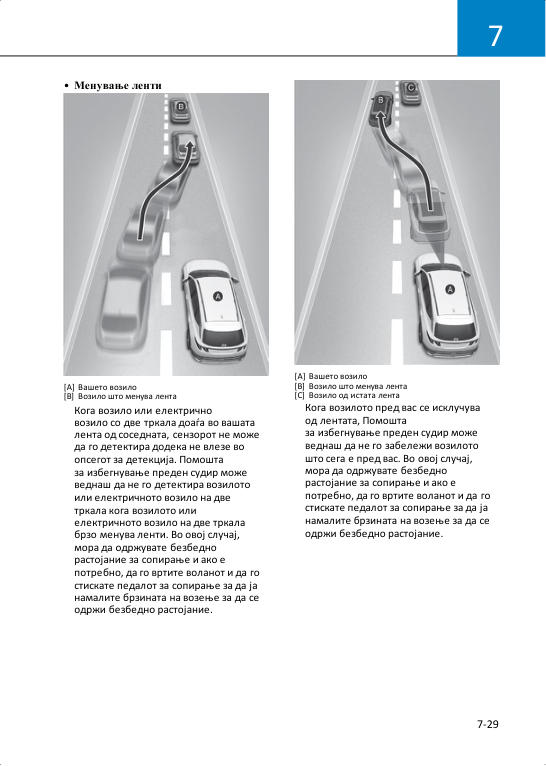 7
• Менување ленти
B
A
[A] Вашето возило
[B] Возило што менува лента
Кога возило или електрично
возило со две тркала доаѓа во вашата
лента од соседната, сензорот не може
да го детектира додека не влезе во
опсегот за детекција. Помошта
за избегнување преден судир може
веднаш да не го детектира возилото
или електричното возило на две
тркала кога возилото или
електричното возило на две тркала
брзо менува ленти. Во овој случај,
мора да одржувате безбедно
растојание за сопирање и ако е
потребно, да го вртите воланот и да го
стискате педалот за сопирање за да ја
намалите брзината на возење за да се
одржи безбедно растојание.
C
B
A
[A] Вашето возило
[B] Возило што менува лента
[C] Возило од истата лента
Кога возилото пред вас се исклучува
од лентата, Помошта
за избегнување преден судир може
веднаш да не го забележи возилото
што сега е пред вас. Во овој случај,
мора да одржувате безбедно
растојание за сопирање и ако е
потребно, да го вртите воланот и да го
стискате педалот за сопирање за да ја
намалите брзината на возење за да се
одржи безбедно растојание.
7-29